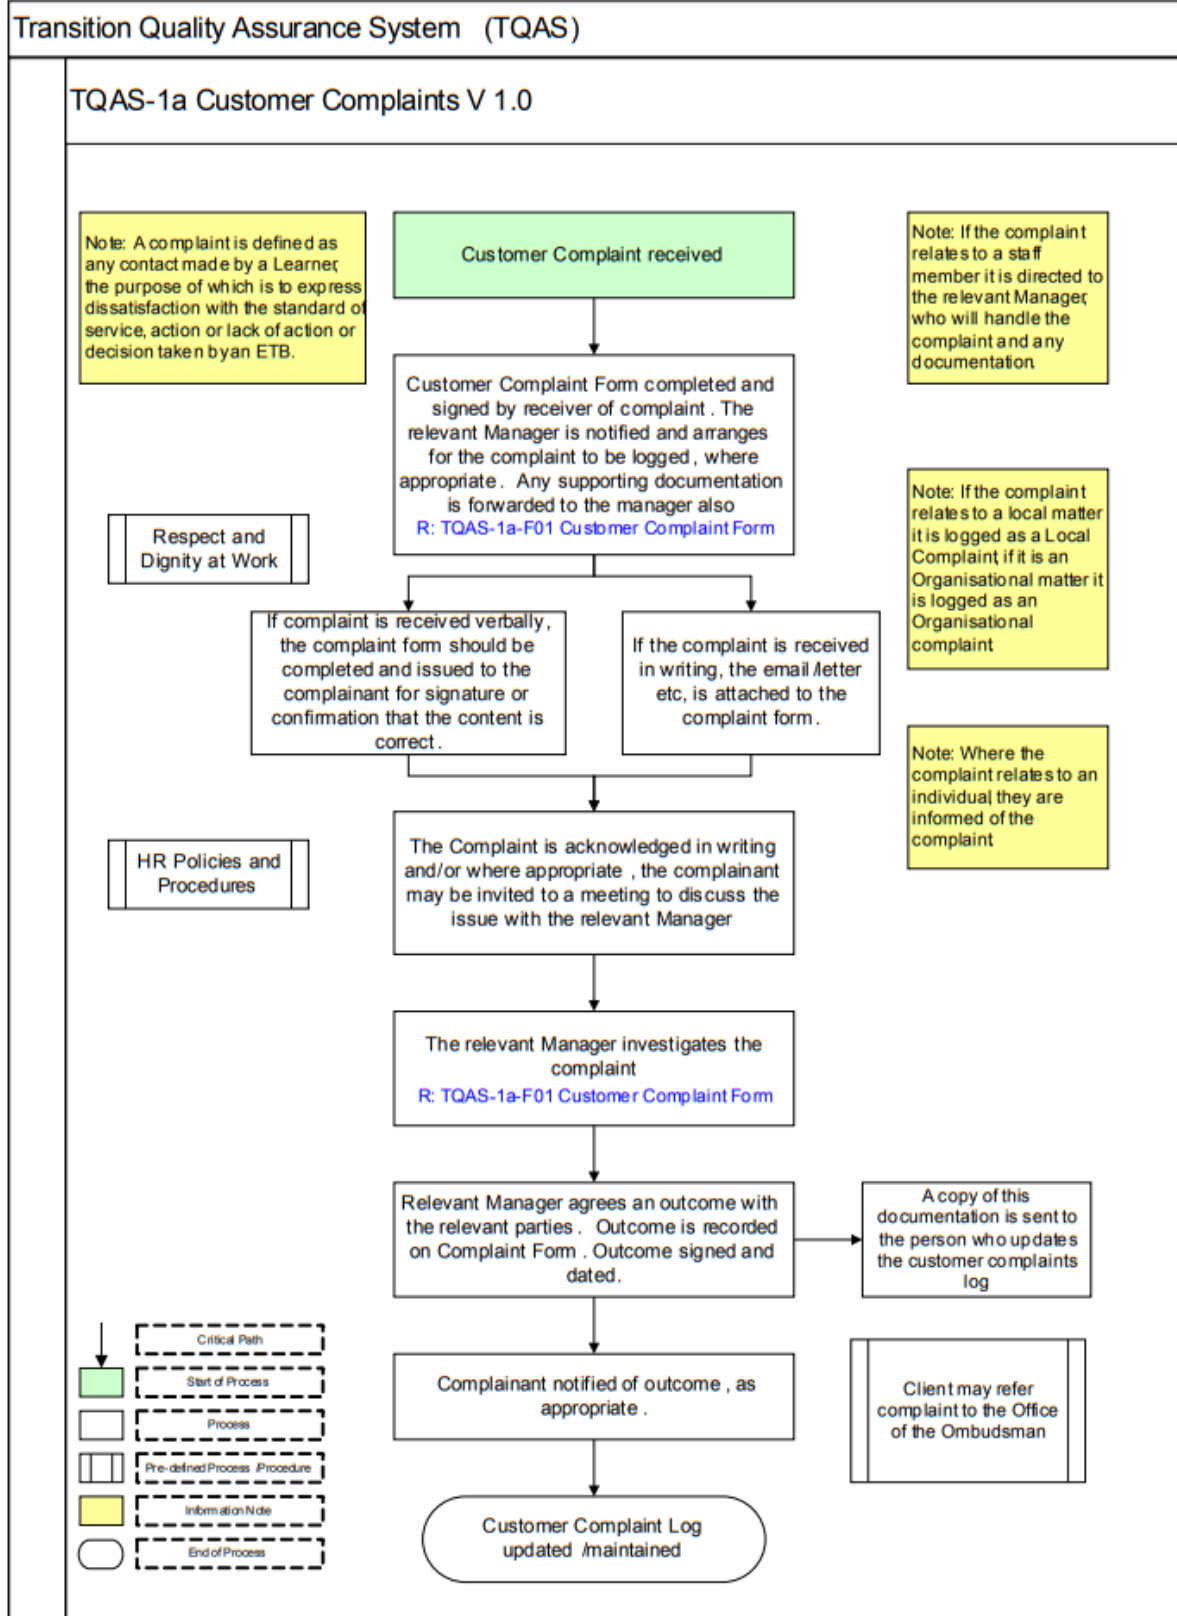 Transition Quality Assurance System (TQAS)
TQAS-1a Customer Complaints V 1.0
Note: A complaint is defined as
any contact made by a Learner,
the purpose of which is to express
dissatisfaction with the standard of
service, action or lack of action or
decision taken by an ETB.
Customer Complaint received
Note: If the complaint
relates to a staff
member it is directed to
the relevant Manager,
who will handle the
complaint and any
documentation.
Customer Complaint Form completed and
signed by receiver of complaint . The
relevant Manager is notified and arranges
for the complaint to be logged , where
appropriate . Any supporting documentation
is forwarded to the manager also
R: TQAS-1a-F01 Customer Complaint Form
Note: If the complaint
relates to a local matter
it is logged as a Local
Complaint, if it is an
Organisational matter it
is logged as an
Organisational
complaint
Respect and
Dignity at Work
If complaint is received verbally ,
the complaint form should be
completed and issued to the
complainant for signature or
confirmation that the content is
correct .
If the complaint is received
in writing, the email /letter
etc, is attached to the
complaint form .
Note: Where the
complaint relates to an
individual, they are
informed of the
complaint
HR Policies and
Procedures
The Complaint is acknowledged in writing
and/or where appropriate , the complainant
may be invited to a meeting to discuss the
issue with the relevant Manager
The relevant Manager investigates the
complaint
R: TQAS-1a-F01 Customer Complaint Form
Relevant Manager agrees an outcome with
the relevant parties . Outcome is recorded
on Complaint Form . Outcome signed and
dated.
A copy of this
documentation is sent to
the person who updates
the customer complaints
log
Complainant notified of outcome , as
appropriate .
Client may refer
complaint to the Office
of the Ombudsman
Customer Complaint Log
updated /maintained
Critical Path
Start of Process
Process
Pre-defined Process /Procedure
Information Note
End of Process